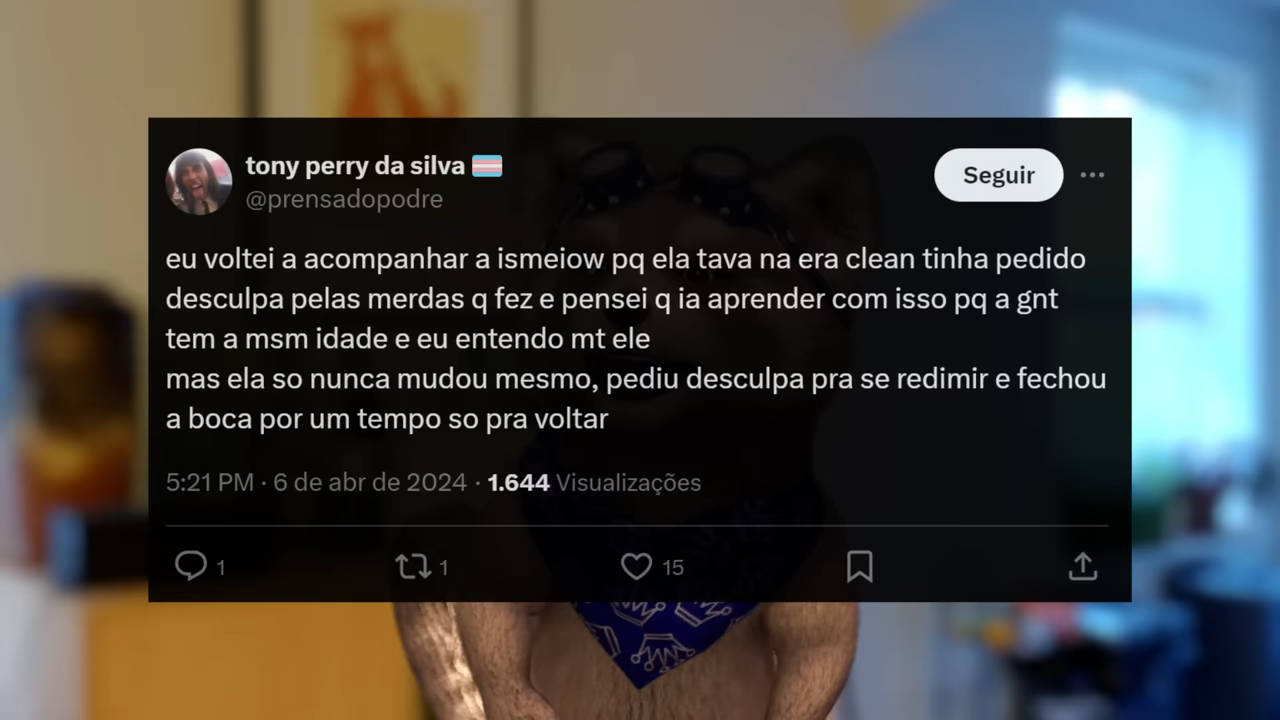 tony perry da silva
Seguir
@prensadopodre
eu voltei a acompanhar a ismeiow pq ela tava na era clean tinha pedido
desculpa pelas merdas q fez e pensei q ia aprender com isso pq a gnt
tem a msm idade e eu entendo mt ele
mas ela so nunca mudou mesmo, pediu desculpa pra se redimir e fechou
a boca por um tempo so pra voltar
5:21 PM · 6 de abr de 2024 · 1.644 Visualizações
1 1 15